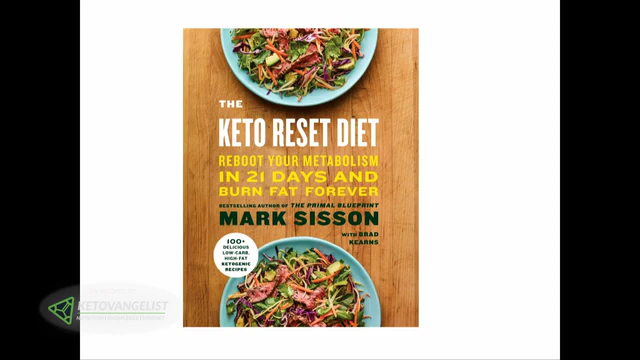 THE
KETO RESET DIET
REBOOT YOUR METABOLISM
IN 21 DAYS AND
BURN FAT FOREVER
BESTSELLING AUTHOR OF THE PRIMAL BLUEPRINT
MARK SISSON
WITH BRAD
KEARNS
100+
DELICIOUS
LOW-CARB,
HIGH-FAT
KETOGENIC
RECIPES
KETOVANGELIST